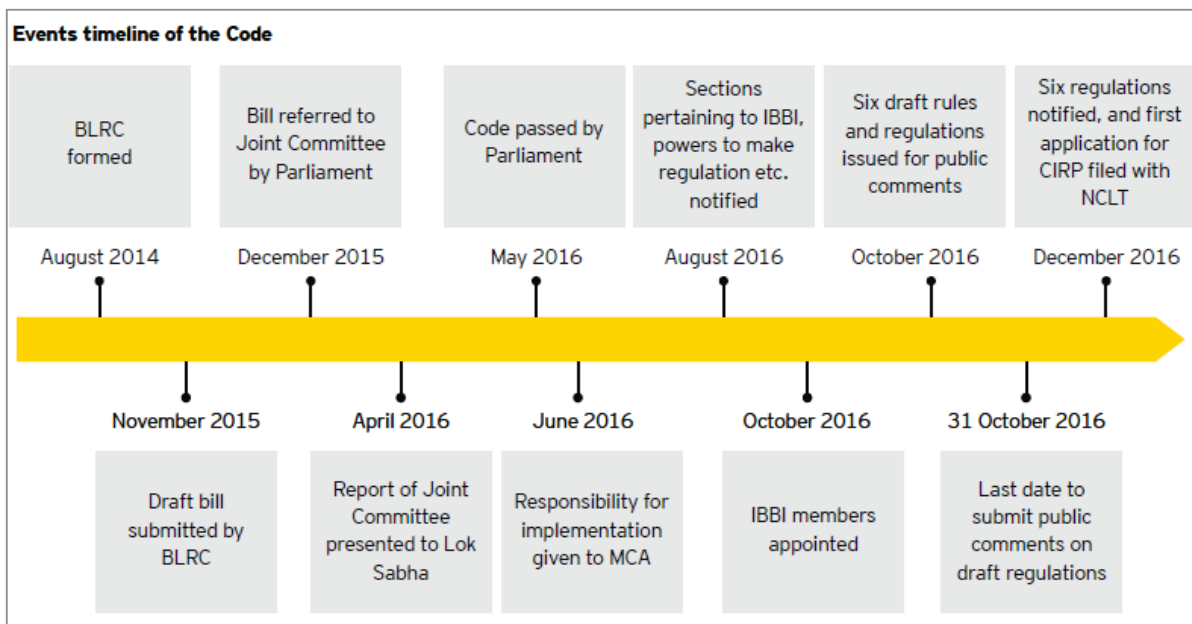 Events timeline of the Code
BLRC
formed
Bill referred to
Joint Committee
by Parliament
Code passed by
Parliament
Sections
pertaining to IBBI,
powers to make
regulation etc.
notified
Six draft rules
and regulations
issued for public
comments
Six regulations
notified, and first
application for
CIRP filed with
NCLT
August 2014
December 2015
May 2016
August 2016
October 2016
December 2016
November 2015
April 2016
June 2016
October 2016
31 October 2016
Draft bill
submitted by
BLRC
Report of Joint
Committee
presented to Lok
Sabha
Responsibility for
implementation
given to MCA
IBBI members
appointed
Last date to
submit public
comments on
draft regulations